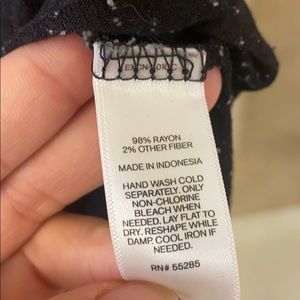 98% RAYON
2% OTHER FIBER
MADE IN INDONESIA
HAND WASH COLD
SEPARATELY. ONLY
NON-CHLORINE
BLEACH WHEN
NEEDED. LAY FLAT TO
DRY. RESHAPE WHILE
DAMP. COOL IRON IF
NEEDED.
RN# 55285